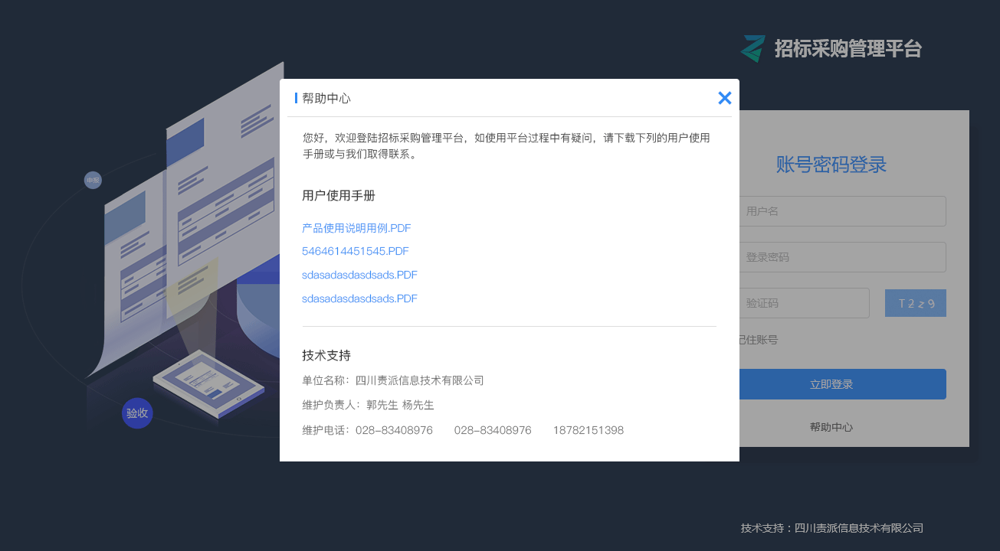 招标采购管理平台
帮助中心
您好，欢迎登陆招标采购管理平台，如使用平台过程中有疑问，请下载下列的用户使用
手册或与我们取得联系。
用户使用手册
产品使用说明用例.PDF
5464614451545.PDF
sdasadasdasdsads.PDF
sdasadasdasdsads.PDF
技术支持
单位名称：四川责派信息技术有限公司
维护负责人：郭先生 杨先生
维护电话：028-83408976 028-83408976 18782151398
账号密码登录
用户名
登录密码
验证码
T2z9
记住账号
立即登录
帮助中心
申报
验收
技术支持：四川责派信息技术有限公司